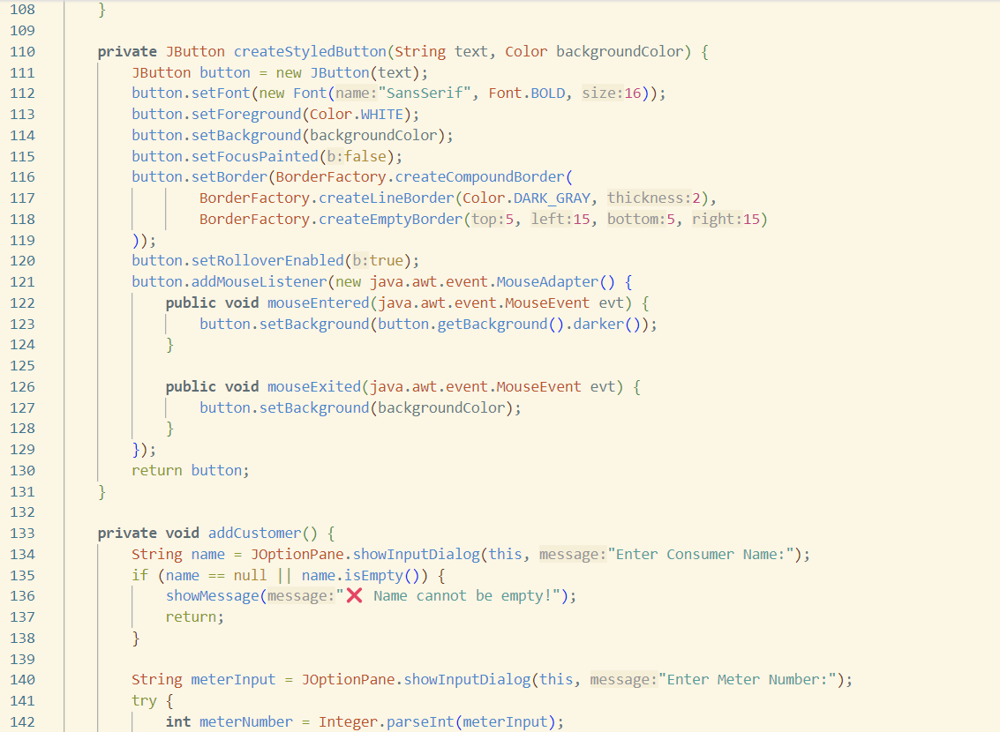 108 }
109
110 private JButton createStyledButton(String text, Color backgroundColor) {
111 JButton button = new JButton(text);
112 button.setFont(new Font(name:"SansSerif", Font.BOLD, size:16));
113 button.setForeground(Color.WHITE);
114 button.setBackground(backgroundColor);
115 button.setFocusPainted(b:false);
116 button.setBorder(BorderFactory.createCompoundBorder(
117 BorderFactory.createLineBorder(Color.DARK_GRAY, thickness:2),
118 BorderFactory.createEmptyBorder(top:5, left:15, bottom:5, right:15)
119 ));
120 button.setRolloverEnabled(b:true);
121 button.addMouseListener(new java.awt.event.MouseAdapter() {
122 public void mouseEntered(java.awt.event.MouseEvent evt) {
123 button.setBackground(button.getBackground().darker());
124 }
125
126 public void mouseExited(java.awt.event.MouseEvent evt) {
127 button.setBackground(backgroundColor);
128 }
129 });
130 return button;
131 }
132
133 private void addCustomer() {
134 String name = JOptionPane.showInputDialog(this, message:"Enter Consumer Name:");
135 if (name == null || name.isEmpty()) {
136 showMessage(message:"❌ Name cannot be empty!");
137 return;
138 }
139
140 String meterInput = JOptionPane.showInputDialog(this, message:"Enter Meter Number:");
141 try {
142 int meterNumber = Integer.parseInt(meterInput);